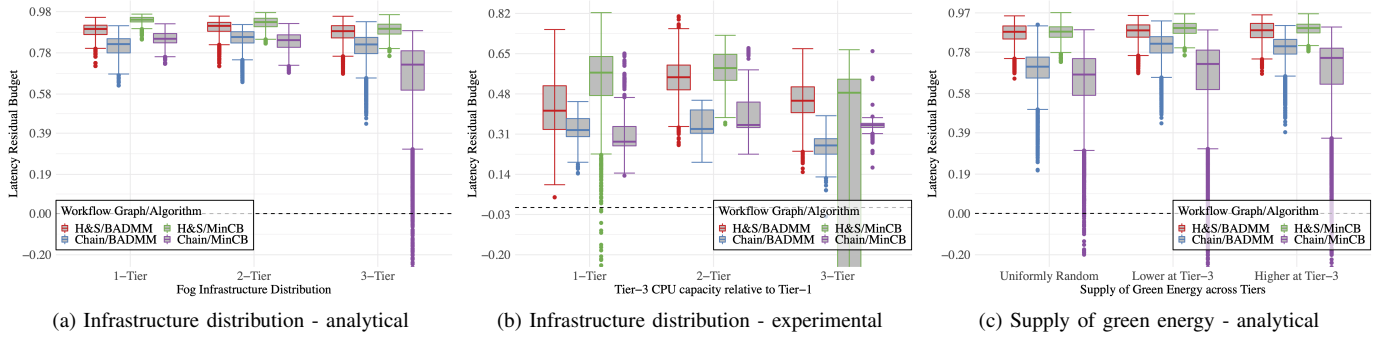 Latency Residual Budget
0.98
0.78
0.58
0.39
0.19
0.00
−0.20
Workflow Graph/Algorithm
H&S/BADMM
H&S/MinCB
Chain/BADMM
Chain/MinCB
1−Tier
2−Tier
3−Tier
Fog Infrastructure Distribution
(a) Infrastructure distribution - analytical
Latency Residual Budget
0.82
0.65
0.48
0.31
0.14
−0.03
−0.20
Workflow Graph/Algorithm
H&S/BADMM
H&S/MinCB
Chain/BADMM
Chain/MinCB
1−Tier
2−Tier
3−Tier
Tier−3 CPU capacity relative to Tier−1
(b) Infrastructure distribution - experimental
Latency Residual Budget
0.97
0.78
0.58
0.39
0.19
0.00
−0.20
Workflow Graph/Algorithm
H&S/BADMM
H&S/MinCB
Chain/BADMM
Chain/MinCB
Uniformly Random
Lower at Tier−3
Higher at Tier−3
Supply of Green Energy across Tiers
(c) Supply of green energy - analytical